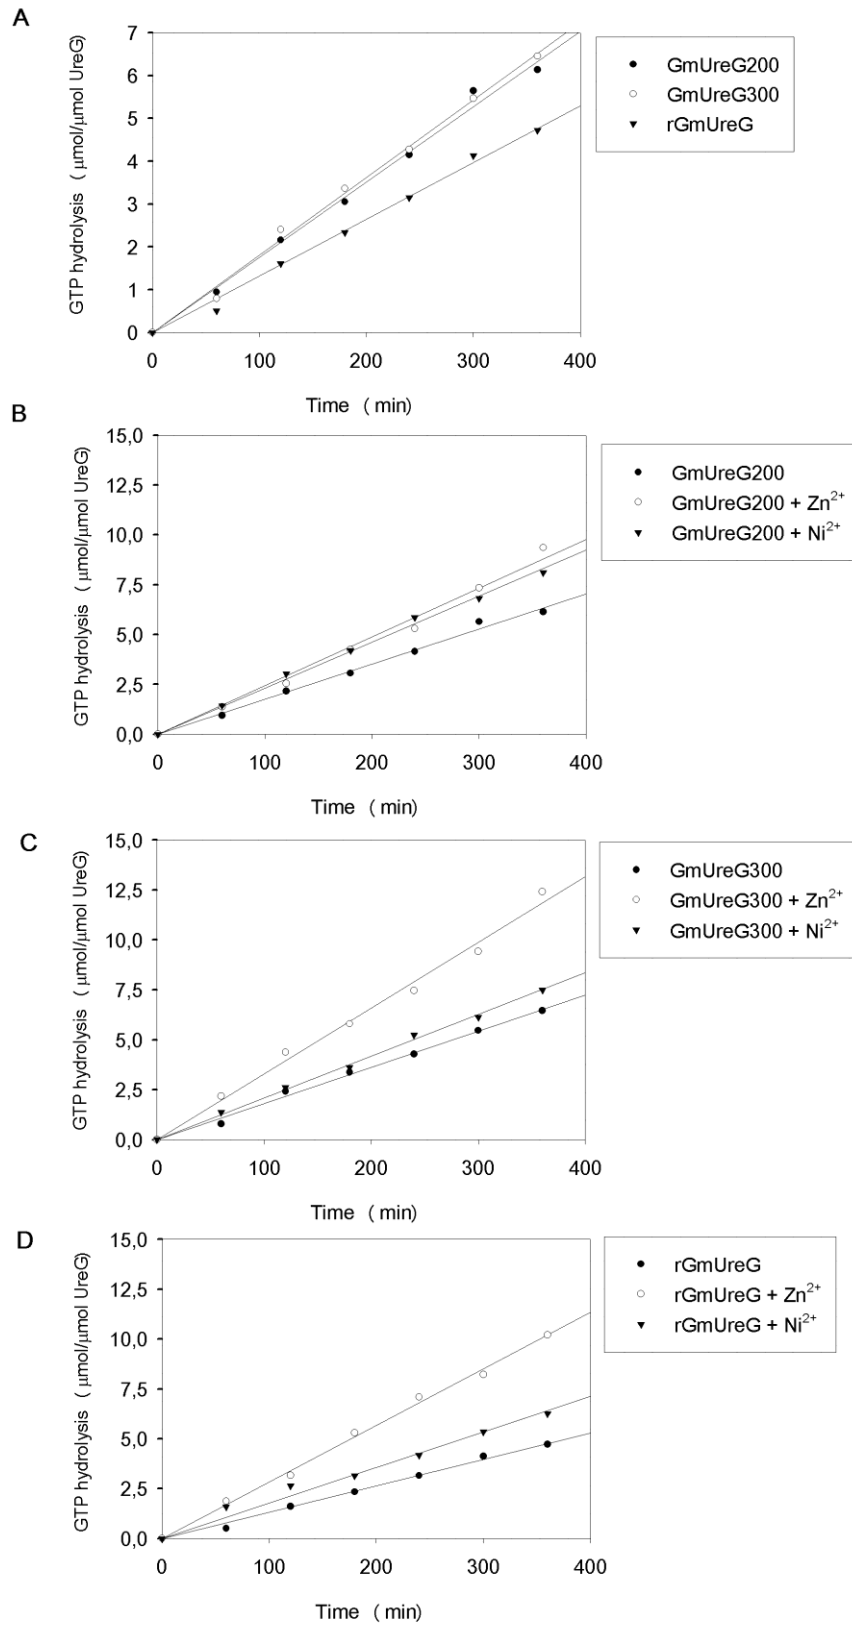 A
GTP hydrolysis ( µmol/µmol UreG)
7
6
5
4
3
2
1
0
0 100 200 300 400
Time ( min)
GmUreG200
GmUreG300
rGmUreG
B
GTP hydrolysis ( µmol/µmol UreG)
15,0
12,5
10,0
7,5
5,0
2,5
0,0
0 100 200 300 400
Time ( min)
GmUreG200
GmUreG200 + Zn²⁺
GmUreG200 + Ni²⁺
C
GTP hydrolysis ( µmol/µmol UreG)
15,0
12,5
10,0
7,5
5,0
2,5
0,0
0 100 200 300 400
Time ( min)
GmUreG300
GmUreG300 + Zn²⁺
GmUreG300 + Ni²⁺
D
GTP hydrolysis ( µmol/µmol UreG)
15,0
12,5
10,0
7,5
5,0
2,5
0,0
0 100 200 300 400
Time ( min)
rGmUreG
rGmUreG + Zn²⁺
rGmUreG + Ni²⁺